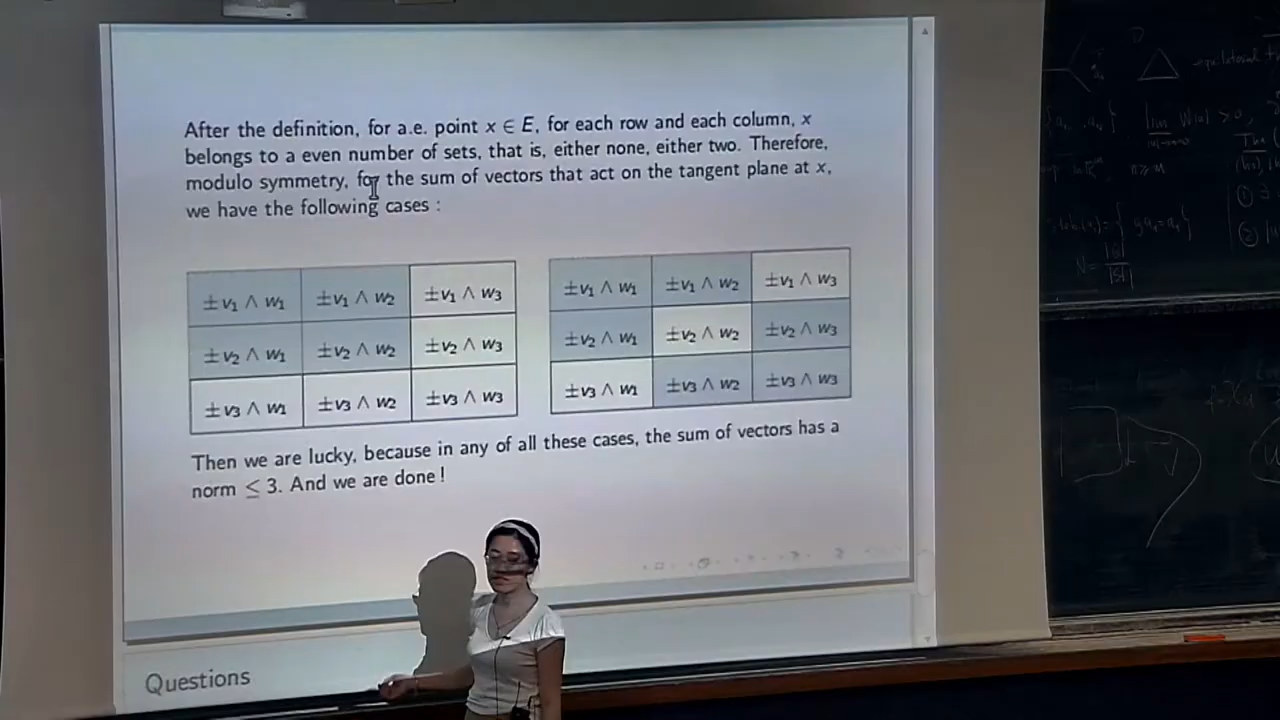 After the definition, for a.e. point x ∈ E, for each row and each column, x
belongs to a even number of sets, that is, either none, either two. Therefore,
modulo symmetry, for the sum of vectors that act on the tangent plane at x,
we have the following cases :
±v₁ ∧ w₁ ±v₁ ∧ w₂ ±v₁ ∧ w₃
±v₂ ∧ w₁ ±v₂ ∧ w₂ ±v₂ ∧ w₃
±v₃ ∧ w₁ ±v₃ ∧ w₂ ±v₃ ∧ w₃
±v₁ ∧ w₁ ±v₁ ∧ w₂ ±v₁ ∧ w₃
±v₂ ∧ w₁ ±v₂ ∧ w₂ ±v₂ ∧ w₃
±v₃ ∧ w₁ ±v₃ ∧ w₂ ±v₃ ∧ w₃
Then we are lucky, because in any of all these cases, the sum of vectors has a
norm ≤ 3. And we are done !
Questions
equilateral